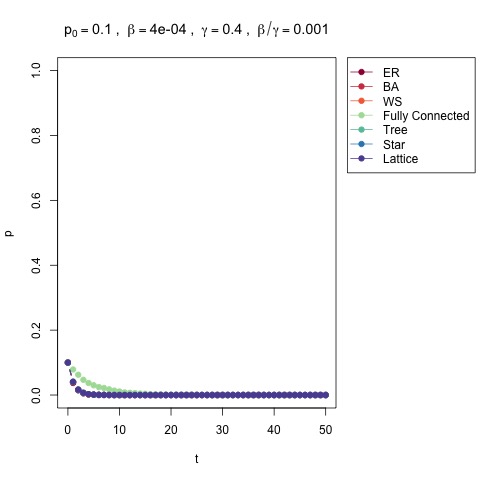 p₀ = 0.1 , β = 4e-04 , γ = 0.4 , β/γ = 0.001
ER
BA
WS
Fully Connected
Tree
Star
Lattice
1.0
0.8
0.6
0.4
0.2
0.0
p
0 10 20 30 40 50
t